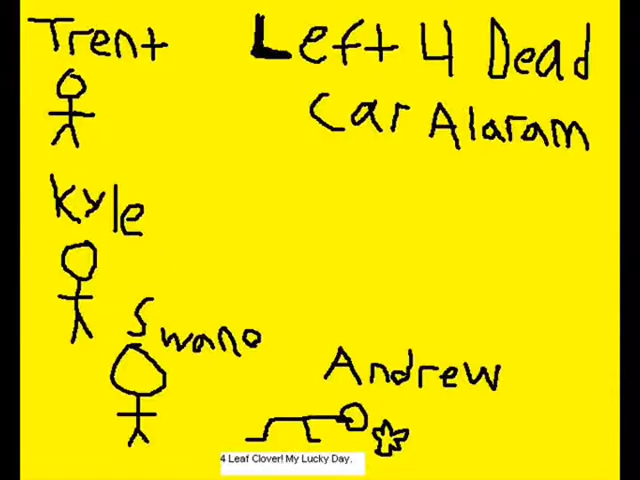 Trent
Left 4 Dead
Car Alaram
Kyle
Swano
Andrew
4 Leaf Clover! My Lucky Day.